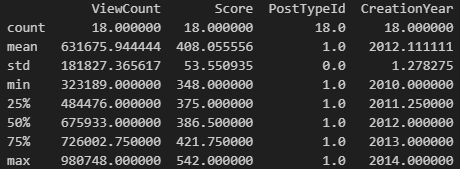 ViewCount Score PostTypeId CreationYear
count 18.000000 18.000000 18.0 18.000000
mean 631675.944444 408.055556 1.0 2012.111111
std 181827.365617 53.550935 0.0 1.278275
min 323189.000000 348.000000 1.0 2010.000000
25% 484476.000000 375.000000 1.0 2011.250000
50% 675933.000000 386.500000 1.0 2012.000000
75% 726002.750000 421.750000 1.0 2013.000000
max 980748.000000 542.000000 1.0 2014.000000